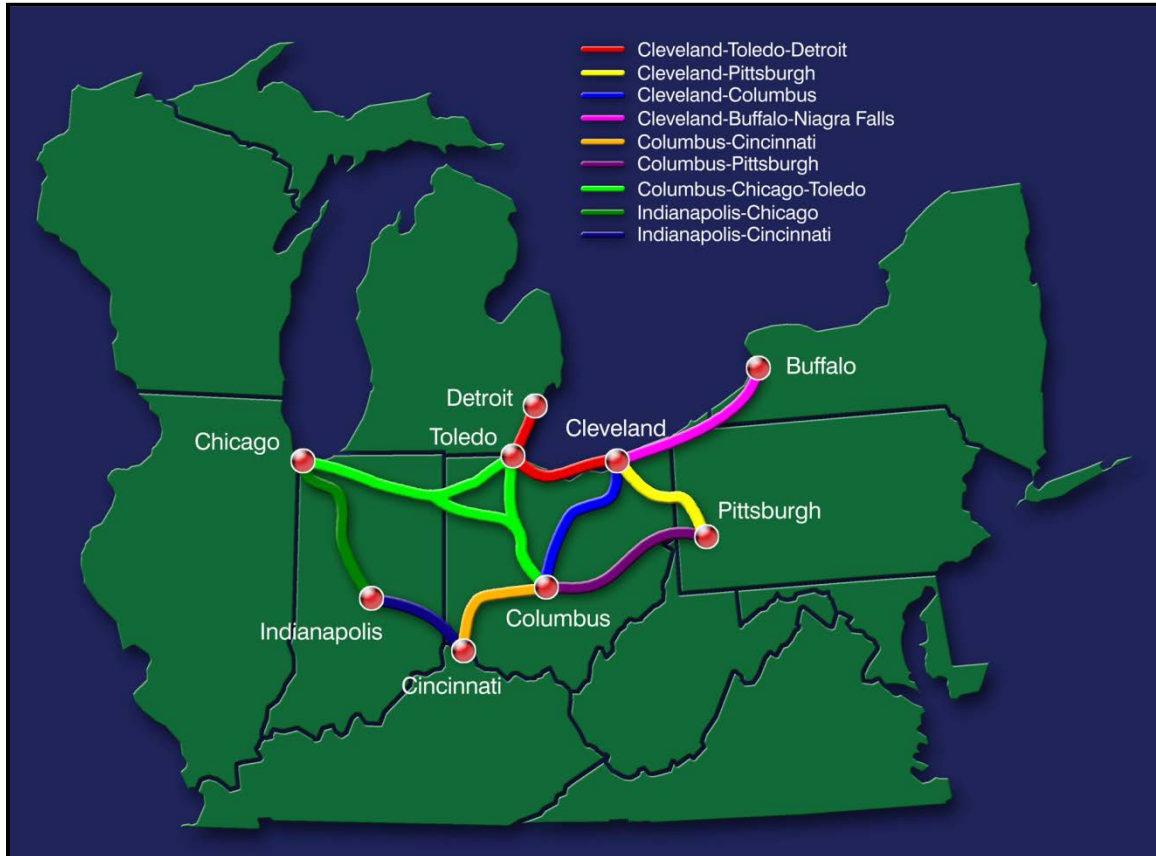 Cleveland-Toledo-Detroit
Cleveland-Pittsburgh
Cleveland-Columbus
Cleveland-Buffalo-Niagra Falls
Columbus-Cincinnati
Columbus-Pittsburgh
Columbus-Chicago-Toledo
Indianapolis-Chicago
Indianapolis-Cincinnati
Buffalo
Detroit
Cleveland
Toledo
Chicago
Pittsburgh
Columbus
Indianapolis
Cincinnati